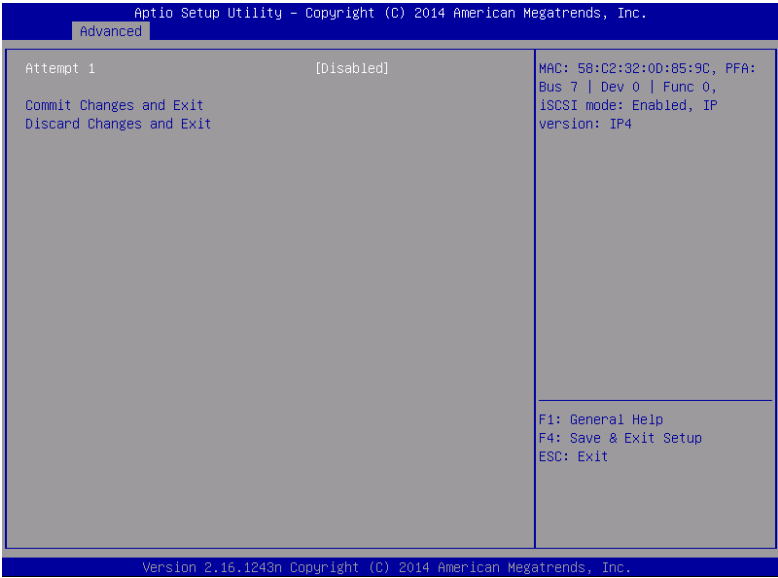 Aptio Setup Utility – Copyright (C) 2014 American Megatrends, Inc.
Advanced
Attempt 1 [Disabled]
Commit Changes and Exit
Discard Changes and Exit
MAC: 58:C2:32:0D:85:9C, PFA:
Bus 7 | Dev 0 | Func 0,
iSCSI mode: Enabled, IP
version: IP4
F1: General Help
F4: Save & Exit Setup
ESC: Exit
Version 2.16.1243n Copyright (C) 2014 American Megatrends, Inc.